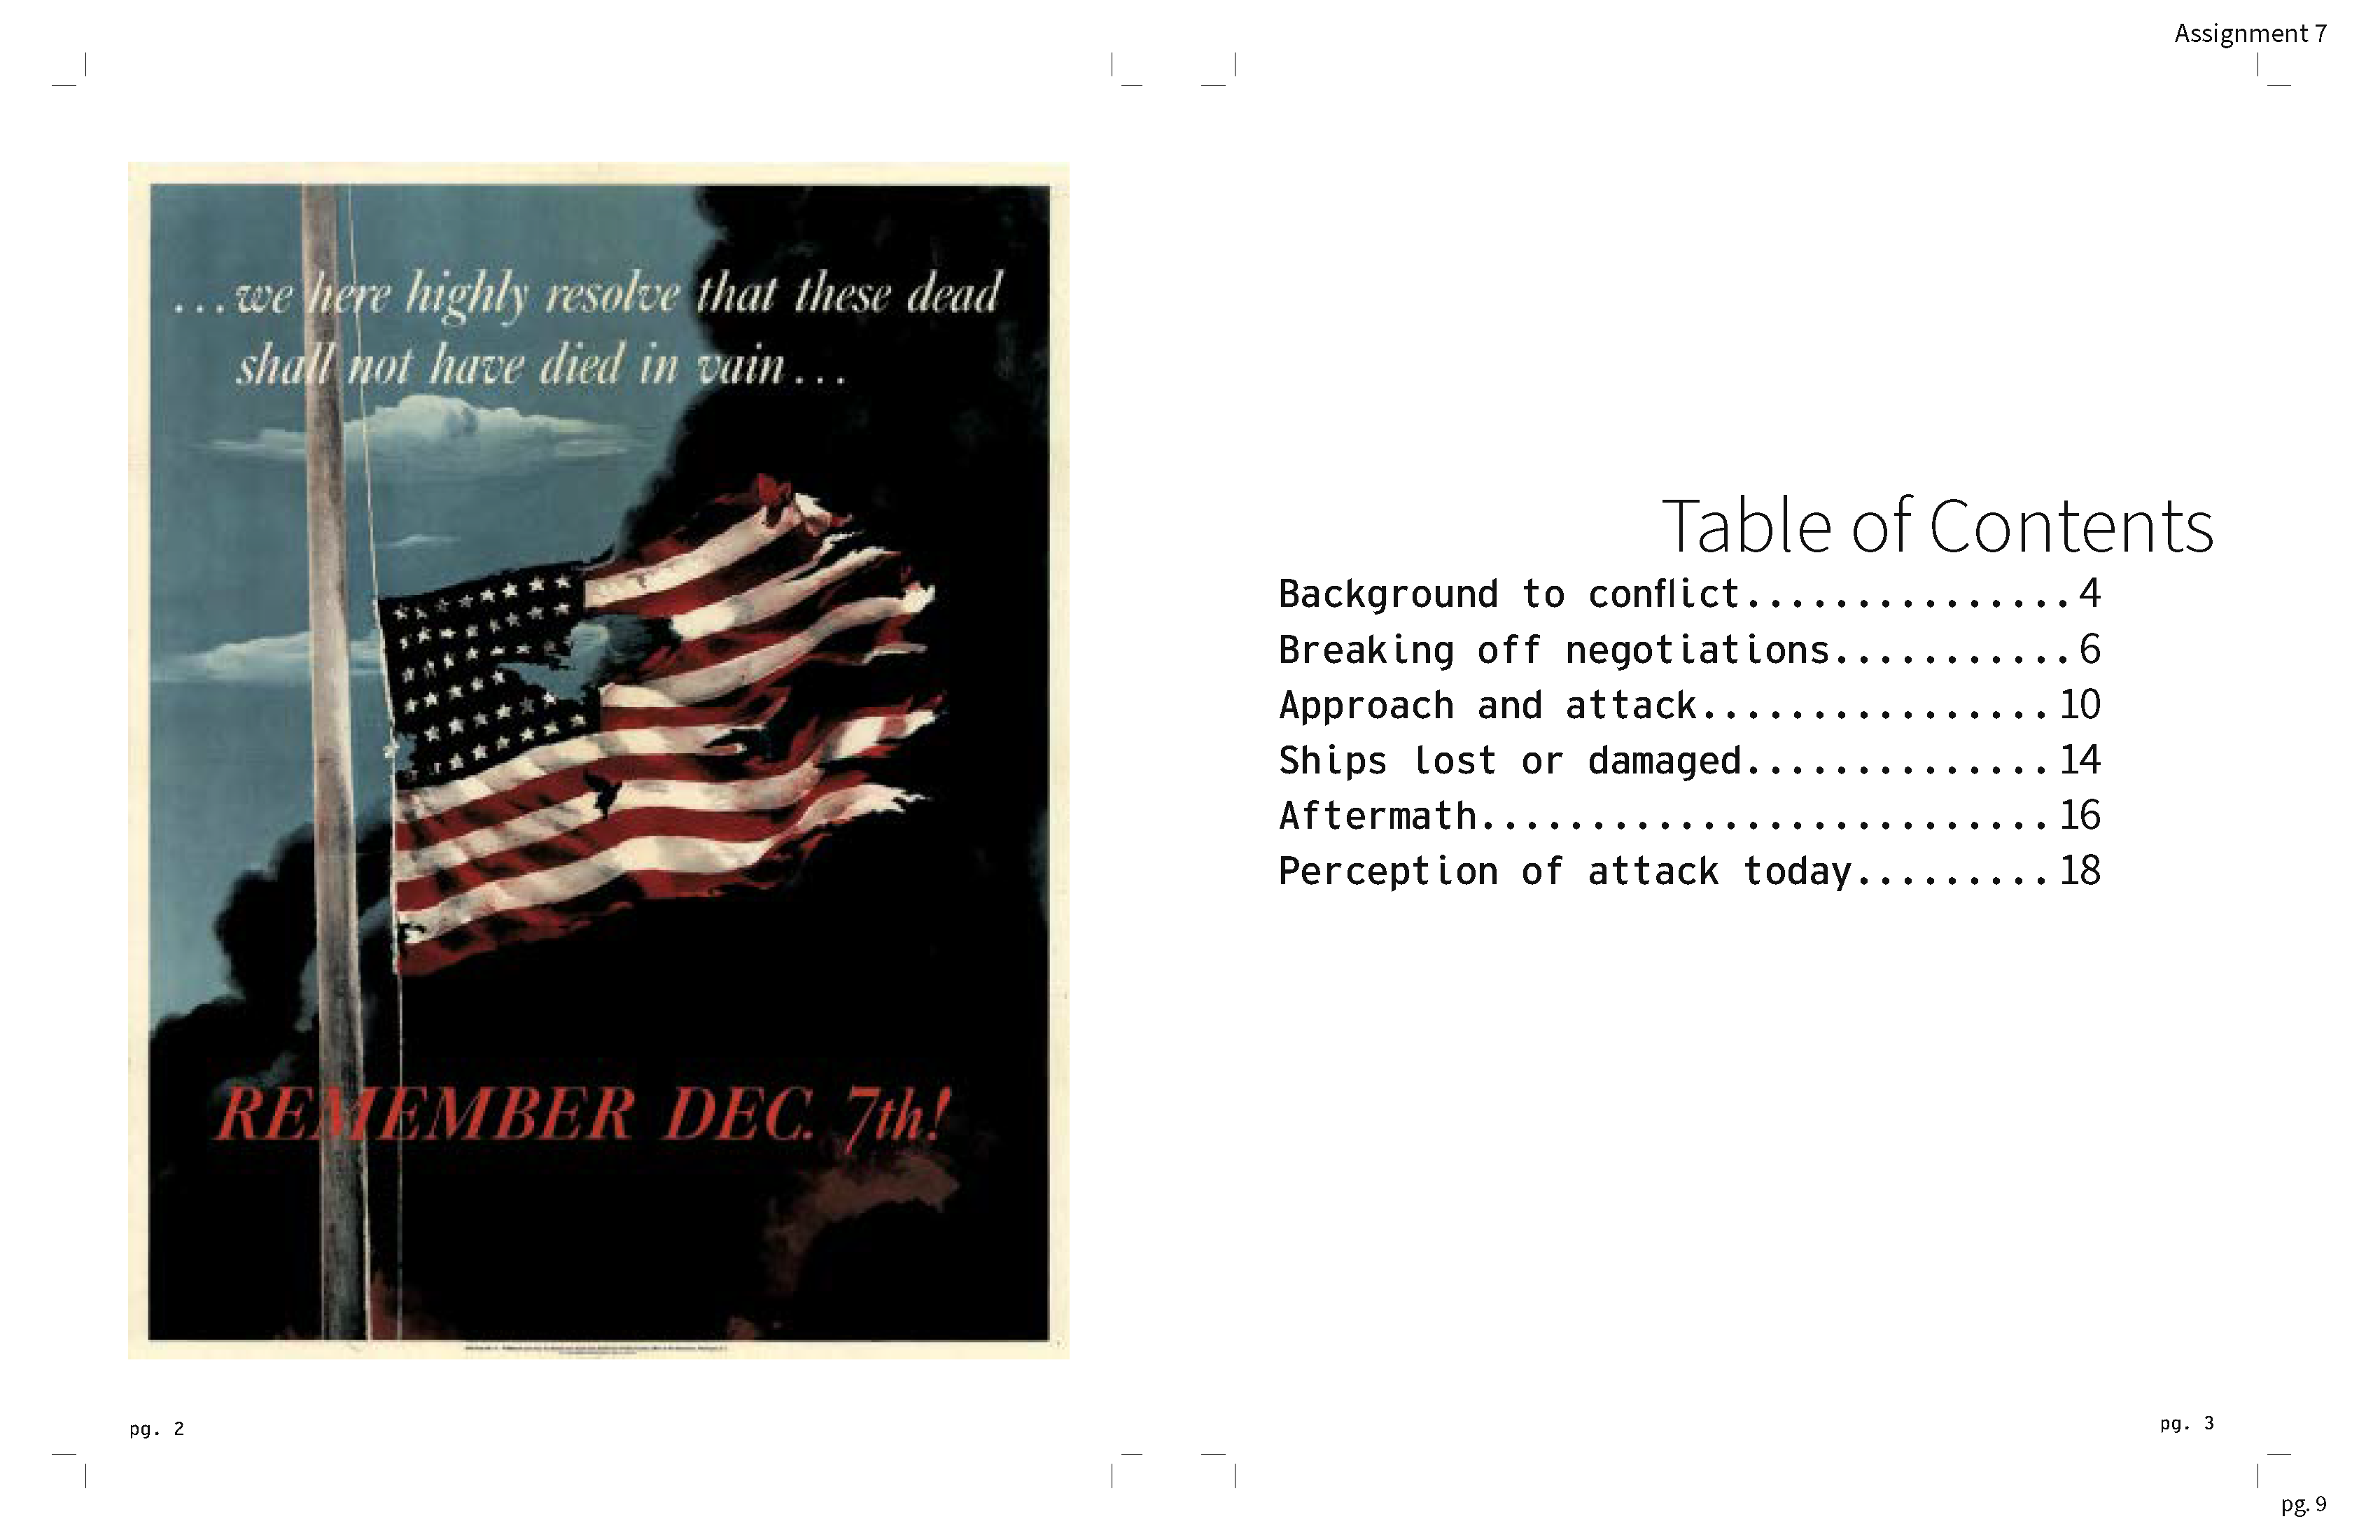 Assignment 7
...we here highly resolve that these dead
shall not have died in vain...
REMEMBER DEC. 7th!
pg. 2
Table of Contents
Background to conflict...............4
Breaking off negotiations...........6
Approach and attack................10
Ships lost or damaged..............14
Aftermath..........................16
Perception of attack today.........18
pg. 3
pg. 9